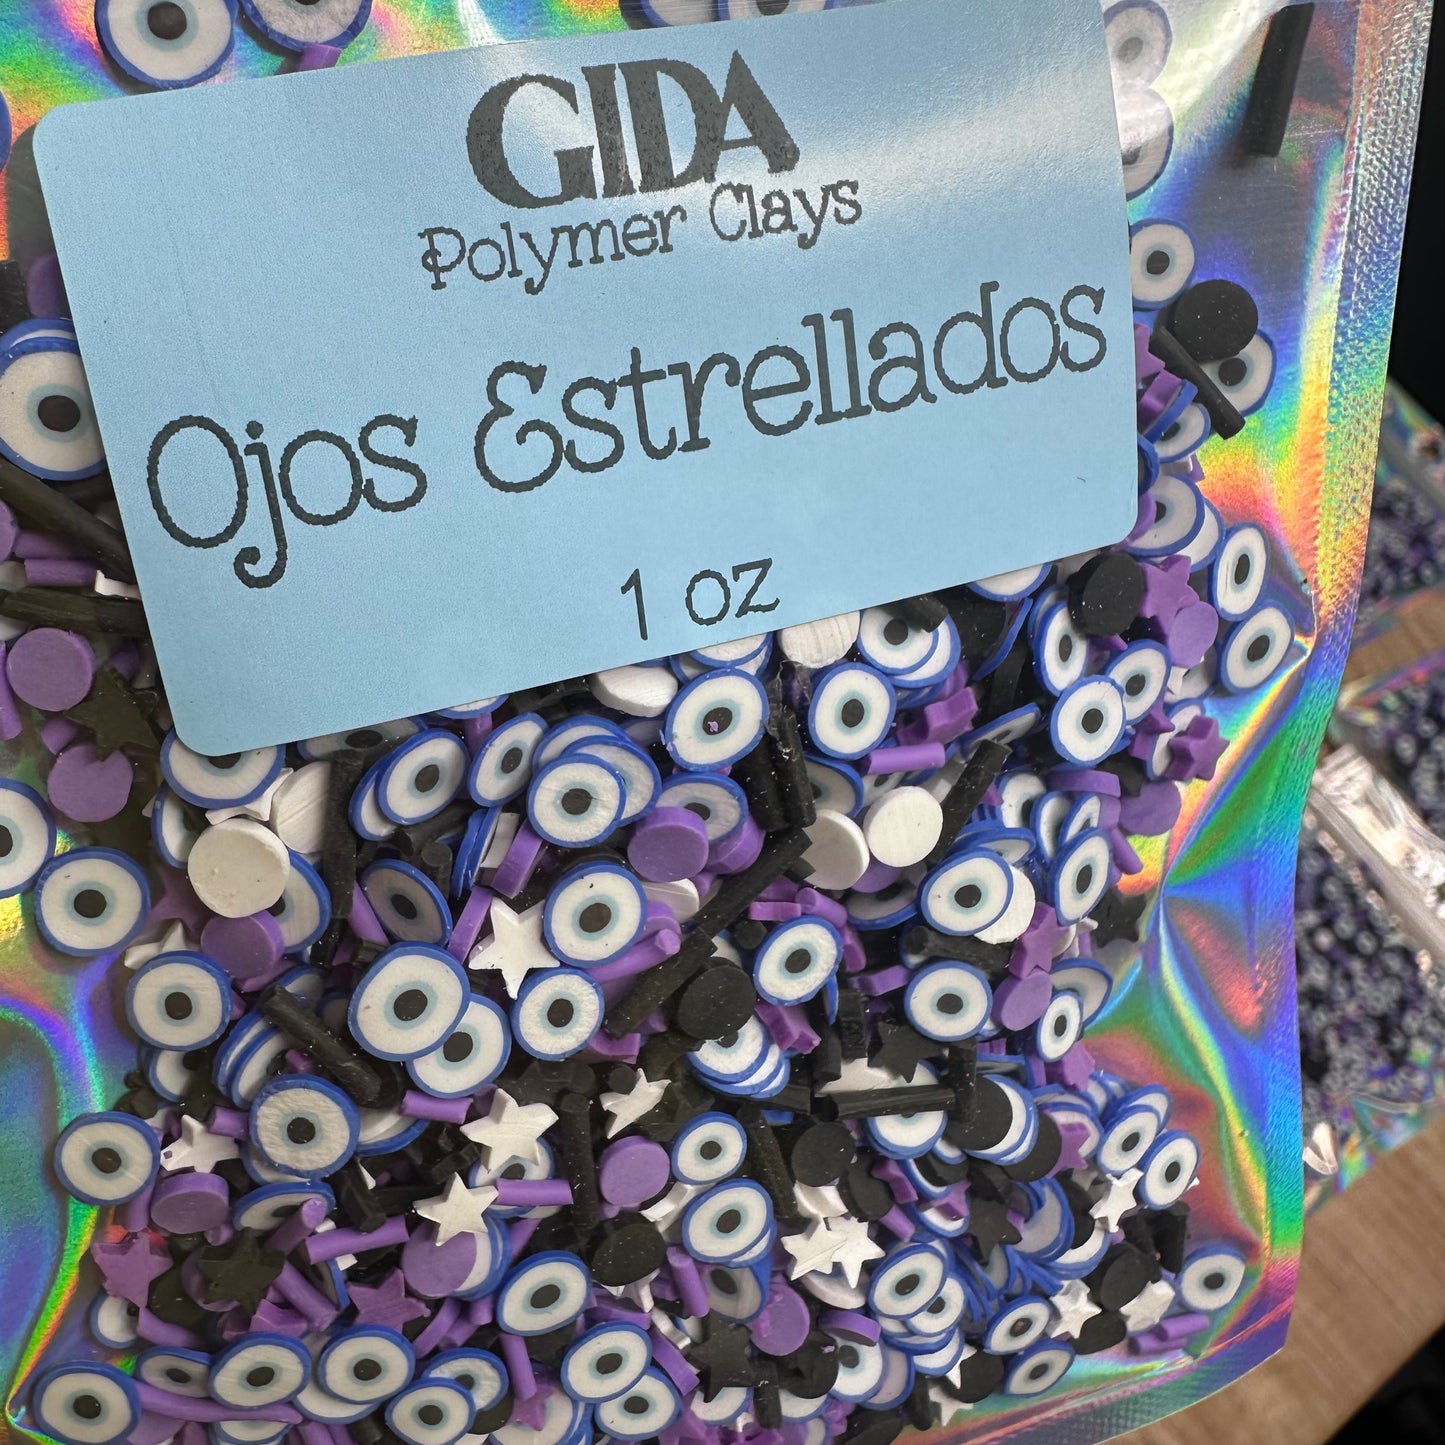 GIDA
Polymer Clays
Ojos Estrellados
1 oz